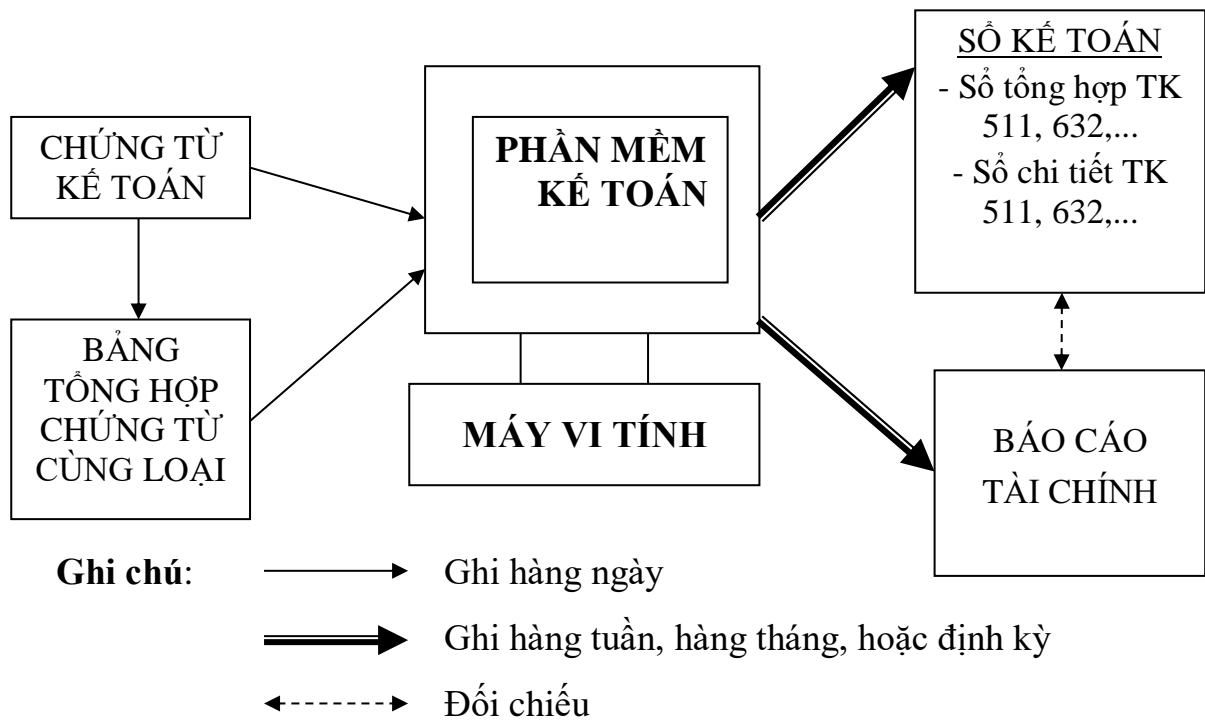 CHỨNG TỪ
KẾ TOÁN
BẢNG
TỔNG HỢP
CHỨNG TỪ
CÙNG LOẠI
PHẦN MỀM
KẾ TOÁN
MÁY VI TÍNH
SỔ KẾ TOÁN
- Sổ tổng hợp TK
511, 632,...
- Sổ chi tiết TK
511, 632,...
BÁO CÁO
TÀI CHÍNH
Ghi chú:
Ghi hàng ngày
Ghi hàng tuần, hàng tháng, hoặc định kỳ
Đối chiếu